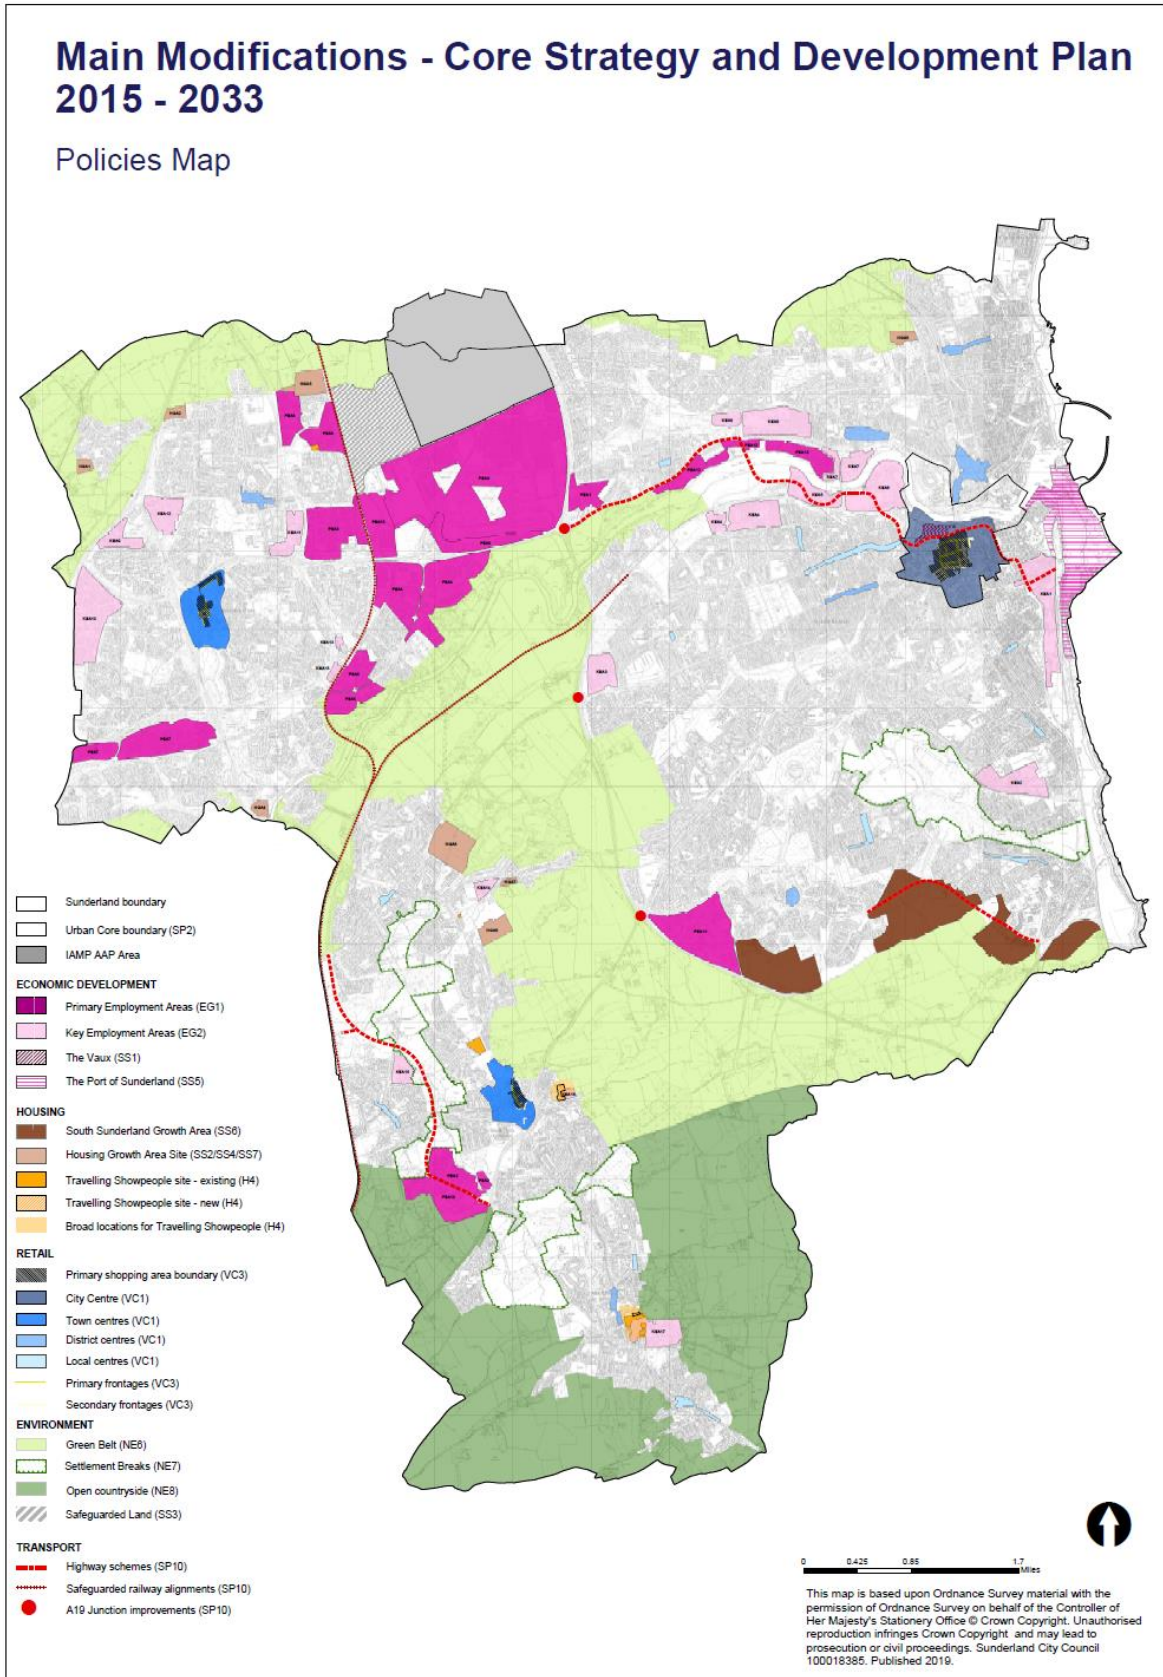 Main Modifications - Core Strategy and Development Plan
2015 - 2033
Policies Map
Sunderland boundary
Urban Core boundary (SP2)
IAMP AAP Area
ECONOMIC DEVELOPMENT
Primary Employment Areas (EG1)
Key Employment Areas (EG2)
The Vaux (SS1)
The Port of Sunderland (SS5)
HOUSING
South Sunderland Growth Area (SS6)
Housing Growth Area Site (SS2/SS4/SS7)
Travelling Showpeople site - existing (H4)
Travelling Showpeople site - new (H4)
Broad locations for Travelling Showpeople (H4)
RETAIL
Primary shopping area boundary (VC3)
City Centre (VC1)
Town centres (VC1)
District centres (VC1)
Local centres (VC1)
Primary frontages (VC3)
Secondary frontages (VC3)
ENVIRONMENT
Green Belt (NE6)
Settlement Breaks (NE7)
Open countryside (NE8)
Safeguarded Land (SS3)
TRANSPORT
Highway schemes (SP10)
Safeguarded railway alignments (SP10)
A19 Junction improvements (SP10)
0 0.425 0.85 1.7
Miles
This map is based upon Ordnance Survey material with the
permission of Ordnance Survey on behalf of the Controller of
Her Majesty's Stationery Office © Crown Copyright. Unauthorised
reproduction infringes Crown Copyright and may lead to
prosecution or civil proceedings. Sunderland City Council
100018385. Published 2019.